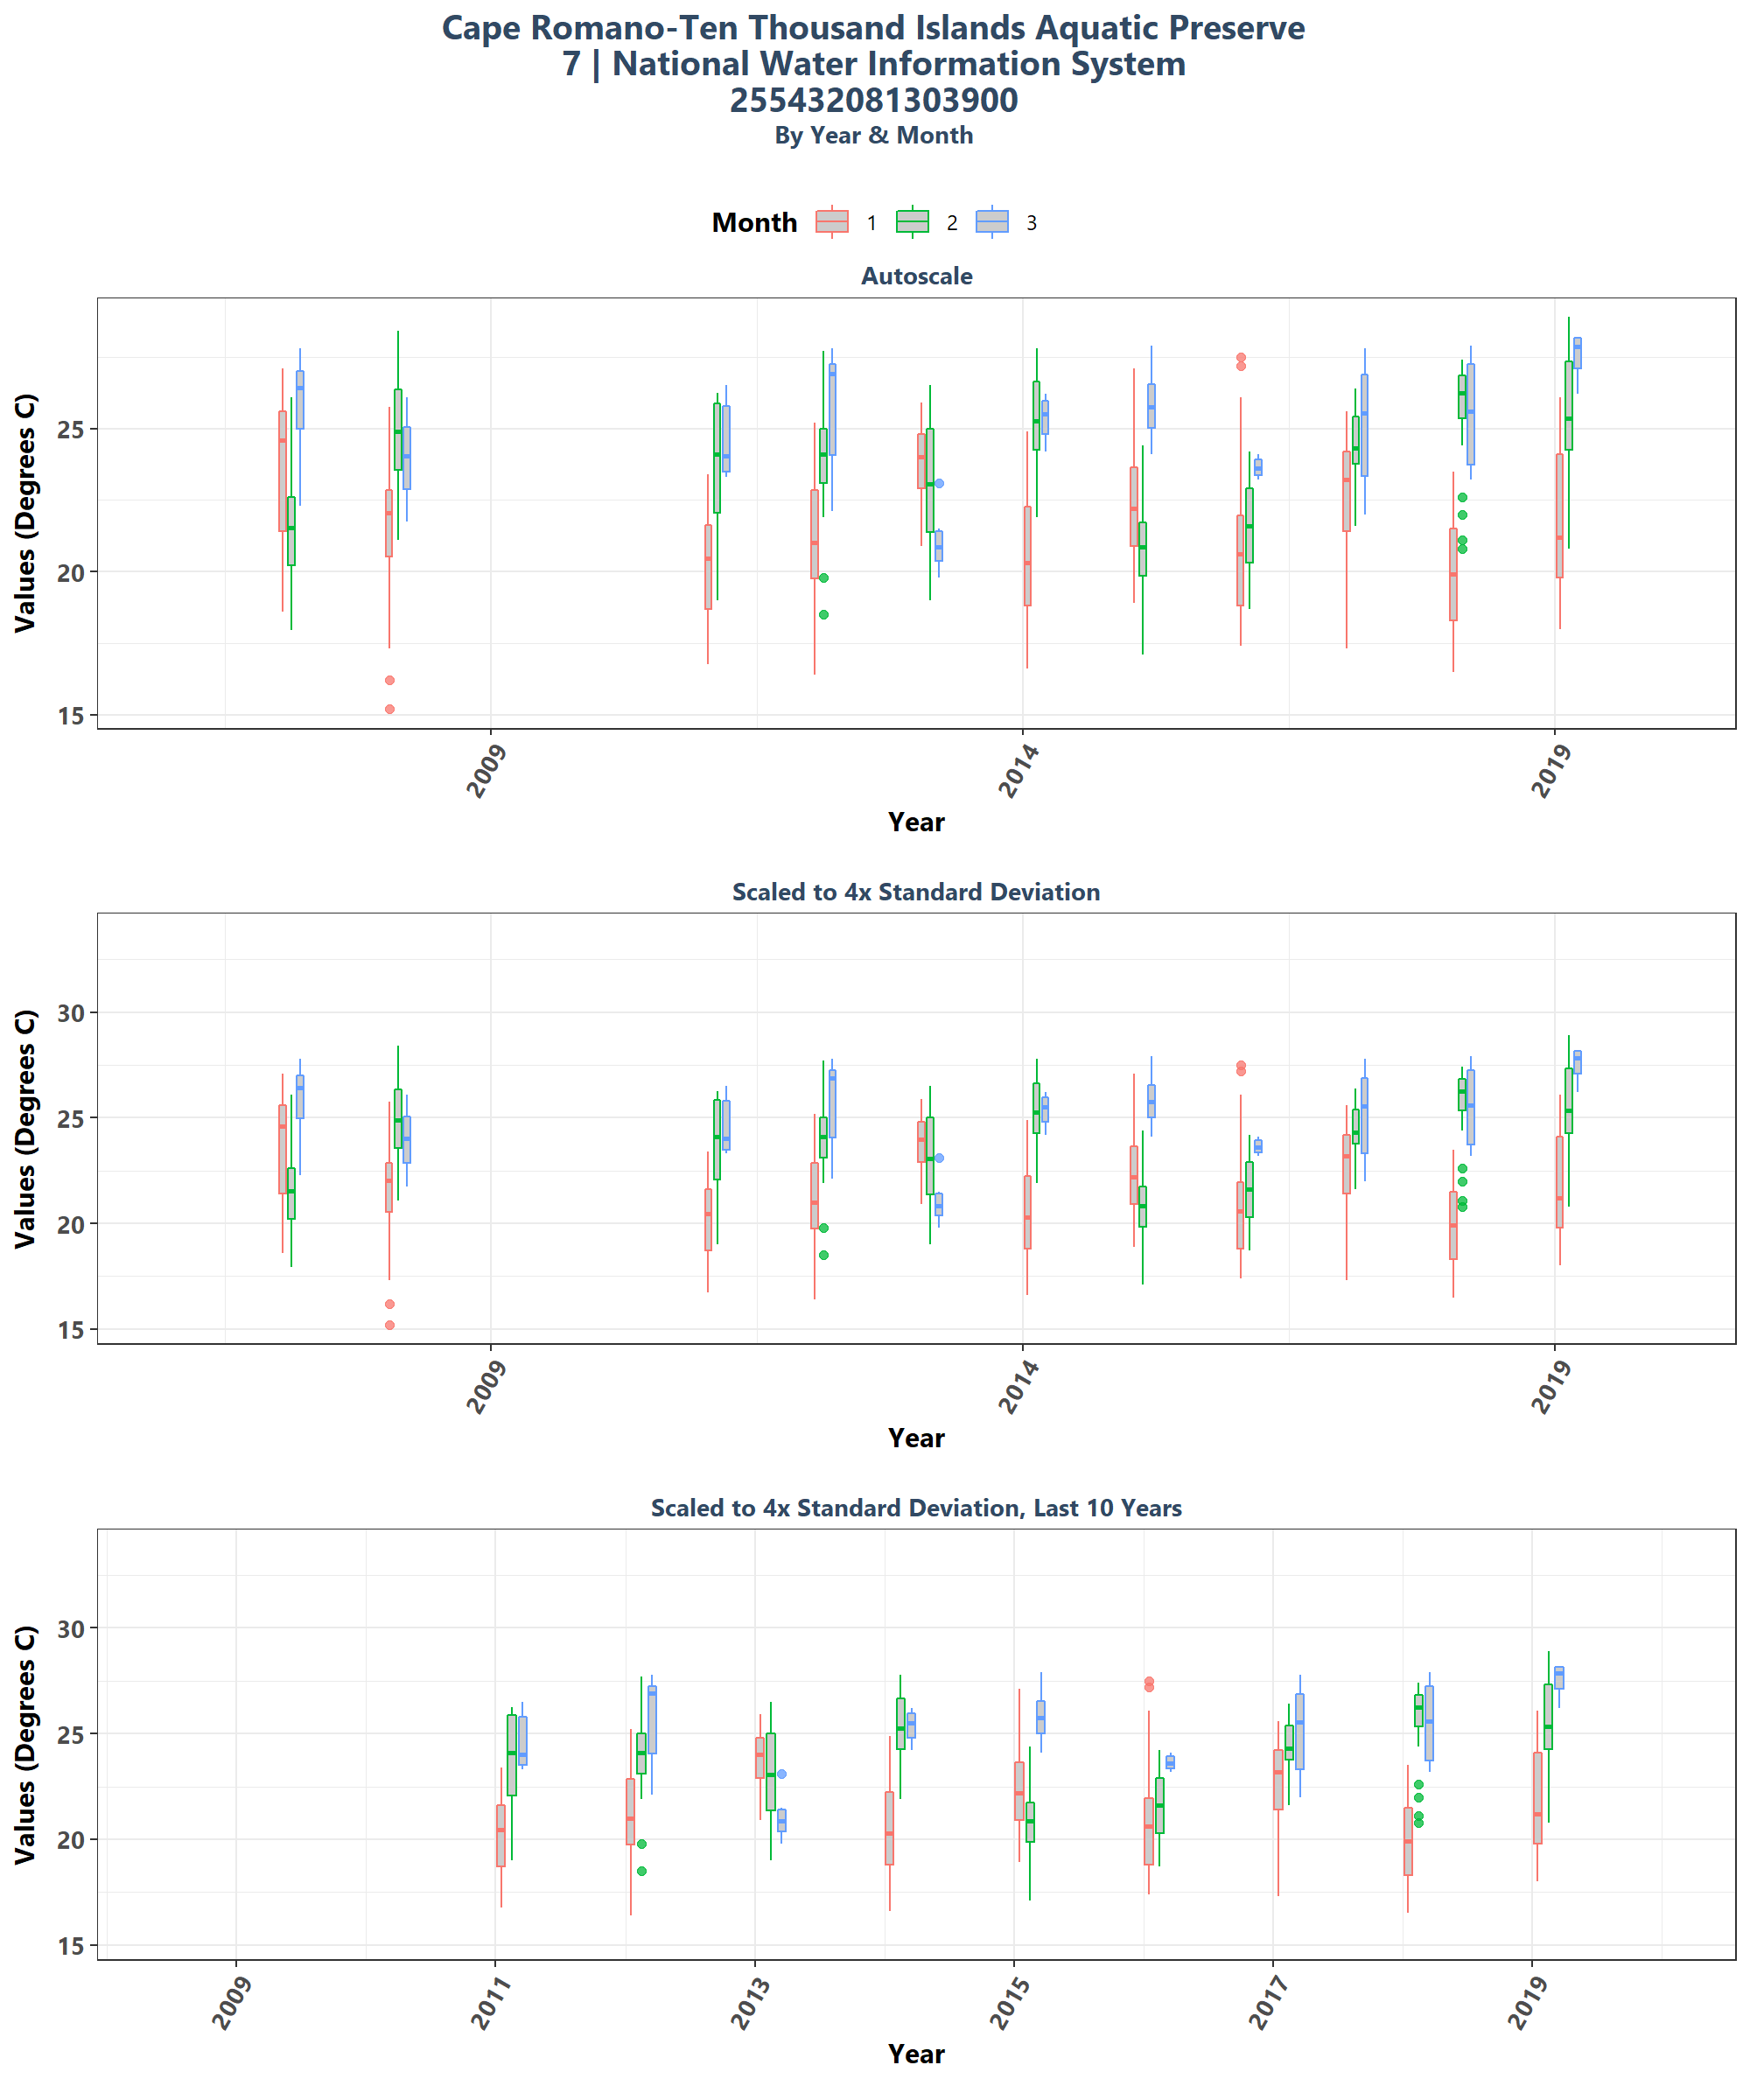 Cape Romano-Ten Thousand Islands Aquatic Preserve
7 | National Water Information System
255432081303900
By Year & Month
Month 1 2 3
Autoscale
Values (Degrees C)
25
20
15
2009 2014 2019
Year
Scaled to 4x Standard Deviation
Values (Degrees C)
30
25
20
15
2009 2014 2019
Year
Scaled to 4x Standard Deviation, Last 10 Years
Values (Degrees C)
30
25
20
15
2009 2011 2013 2015 2017 2019
Year